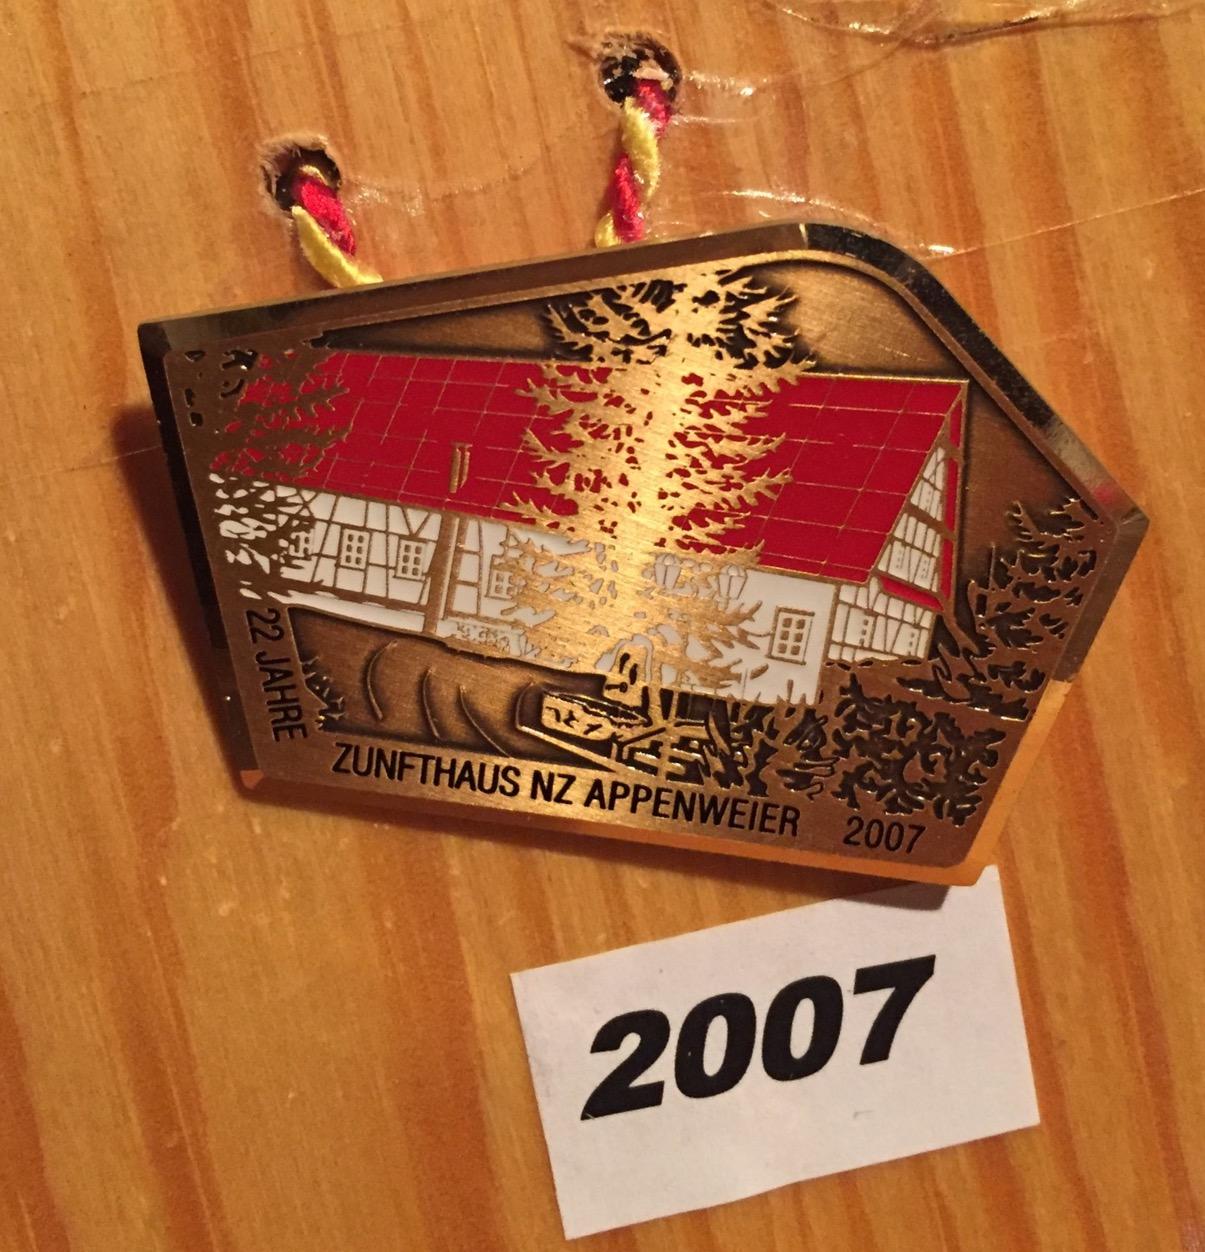 22 JAHRE
ZUNFTHAUS NZ APPENWEIER 2007
2007